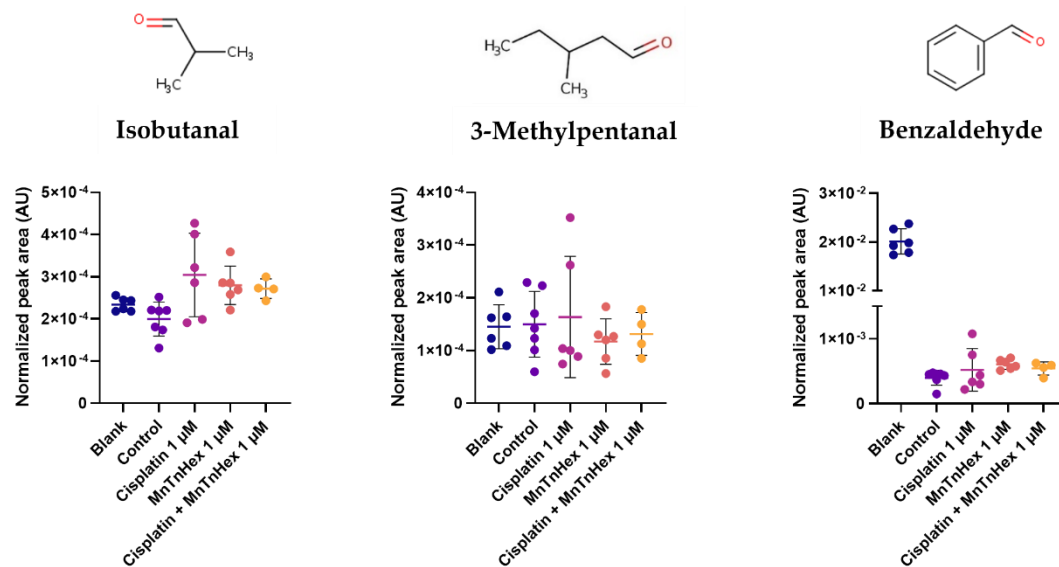 O
CH₃
H₃C
Isobutanal
Normalized peak area (AU)
5×10⁻⁴
4×10⁻⁴
3×10⁻⁴
2×10⁻⁴
1×10⁻⁴
0
Blank
Control
Cisplatin 1 μM
MnTnHex 1 μM
Cisplatin + MnTnHex 1 μM
H₃C
O
CH₃
3-Methylpentanal
Normalized peak area (AU)
4×10⁻⁴
3×10⁻⁴
2×10⁻⁴
1×10⁻⁴
0
Blank
Control
Cisplatin 1 μM
MnTnHex 1 μM
Cisplatin + MnTnHex 1 μM
O
Benzaldehyde
Normalized peak area (AU)
3×10⁻²
2×10⁻²
1×10⁻²
1×10⁻³
0
Blank
Control
Cisplatin 1 μM
MnTnHex 1 μM
Cisplatin + MnTnHex 1 μM